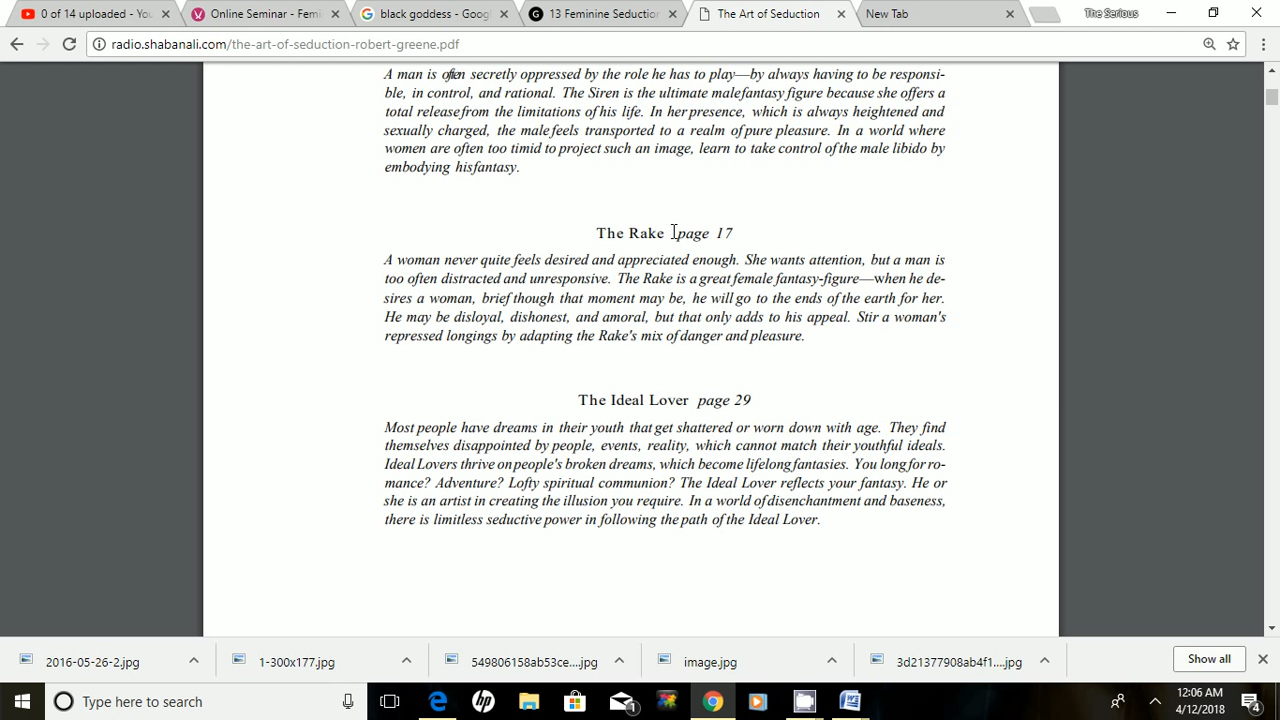 0 of 14 uploaded - Yo
Online Seminar - Femi
black goddess - Goog
13 Feminine Seductio
The Art of Seduction
New Tab
The Serious
radio.shabanali.com/the-art-of-seduction-robert-greene.pdf
A man is often secretly oppressed by the role he has to play—by always having to be responsi-
ble, in control, and rational. The Siren is the ultimate male fantasy figure because she offers a
total release from the limitations of his life. In her presence, which is always heightened and
sexually charged, the male feels transported to a realm of pure pleasure. In a world where
women are often too timid to project such an image, learn to take control of the male libido by
embodying his fantasy.
The Rake page 17
A woman never quite feels desired and appreciated enough. She wants attention, but a man is
too often distracted and unresponsive. The Rake is a great female fantasy-figure—when he de-
sires a woman, brief though that moment may be, he will go to the ends of the earth for her.
He may be disloyal, dishonest, and amoral, but that only adds to his appeal. Stir a woman's
repressed longings by adapting the Rake's mix of danger and pleasure.
The Ideal Lover page 29
Most people have dreams in their youth that get shattered or worn down with age. They find
themselves disappointed by people, events, reality, which cannot match their youthful ideals.
Ideal Lovers thrive on people's broken dreams, which become lifelong fantasies. You long for ro-
mance? Adventure? Lofty spiritual communion? The Ideal Lover reflects your fantasy. He or
she is an artist in creating the illusion you require. In a world of disenchantment and baseness,
there is limitless seductive power in following the path of the Ideal Lover.
2016-05-26-2.jpg
1-300x177.jpg
549806158ab53ce....jpg
image.jpg
3d21377908ab4f1....jpg
Show all
Type here to search
1
12:06 AM
4/12/2018
4